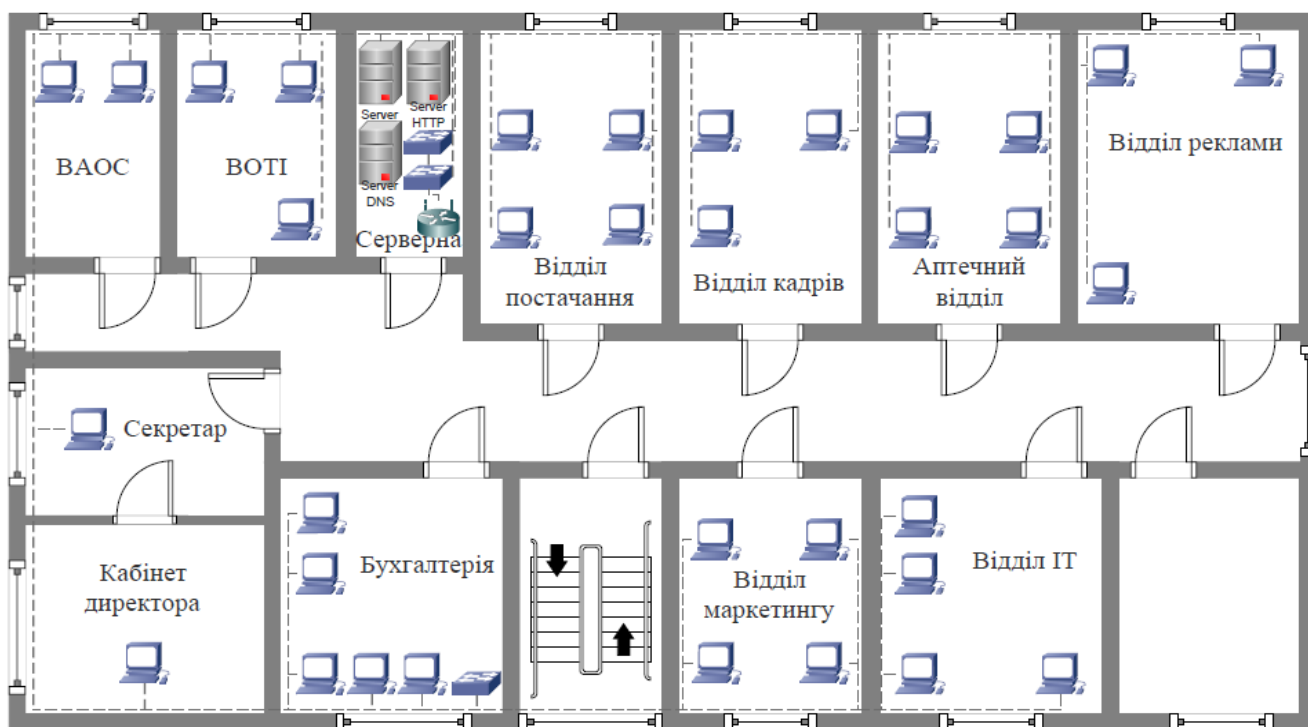 Server
Server
HTTP
Server
DNS
ВАОС
ВОТІ
Серверна
Відділ
постачання
Відділ кадрів
Аптечний
відділ
Відділ реклами
Секретар
Кабінет
директора
Бухгалтерія
Відділ
маркетингу
Відділ ІТ